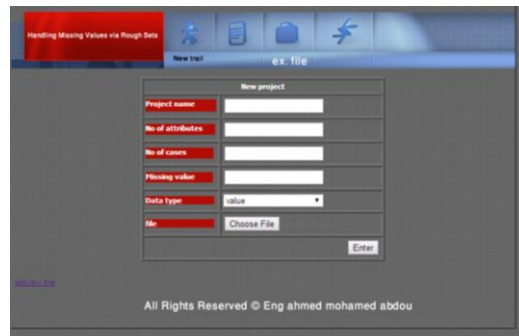 Handling Missing Values via Rough Sets
New trail
ex. file
New project
Project name
No of attributes
No of cases
Missing value
Data type
value
file
Choose File
Enter
All Rights Reserved © Eng ahmed mohamed abdou